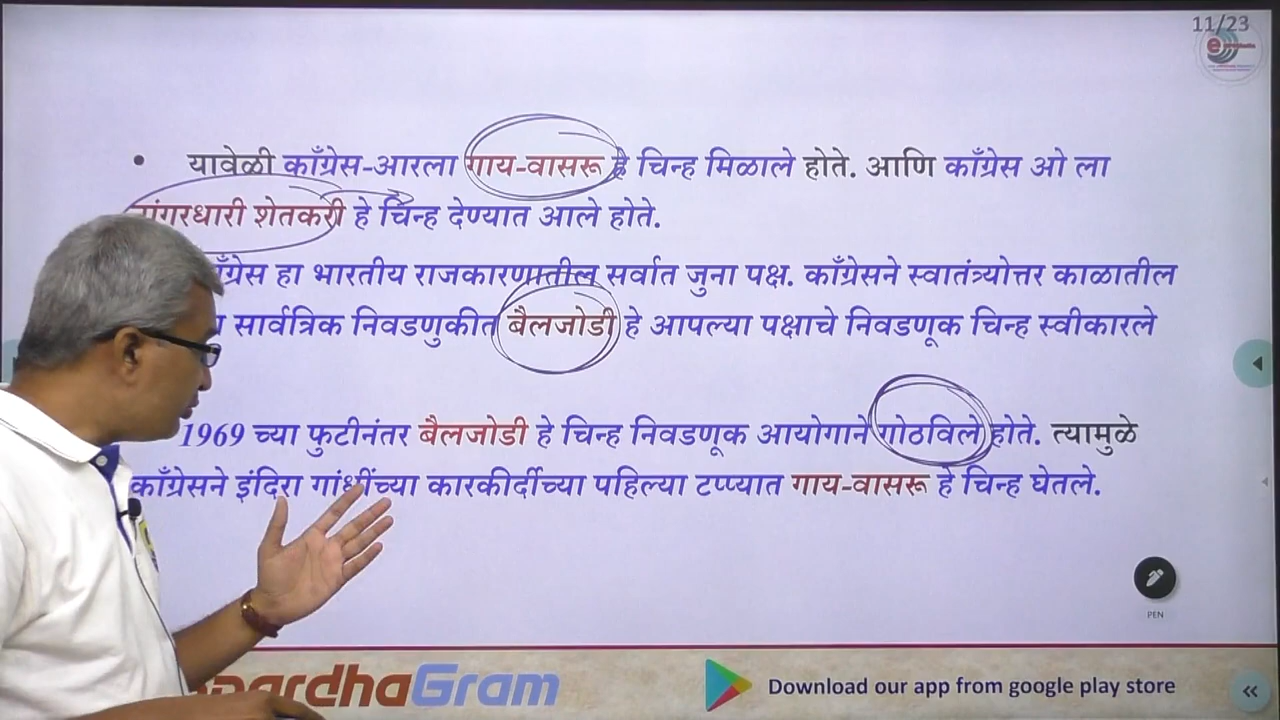 11/23
• यावेळी काँग्रेस-आरला गाय-वासरू हे चिन्ह मिळाले होते. आणि काँग्रेस ओ ला
शेतकरी हे चिन्ह देण्यात आले होते.
हा भारतीय राजकारणातील सर्वात जुना पक्ष. काँग्रेसने स्वातंत्र्योत्तर काळातील
सार्वत्रिक निवडणुकीत बैलजोडी हे आपल्या पक्षाचे निवडणूक चिन्ह स्वीकारले
1969 च्या फुटीनंतर बैलजोडी हे चिन्ह निवडणूक आयोगाने गोठविले होते. त्यामुळे
काँग्रेसने इंदिरा गांधींच्या कारकीर्दीच्या पहिल्या टप्प्यात गाय-वासरू हे चिन्ह घेतले.
PEN
Download our app from google play store